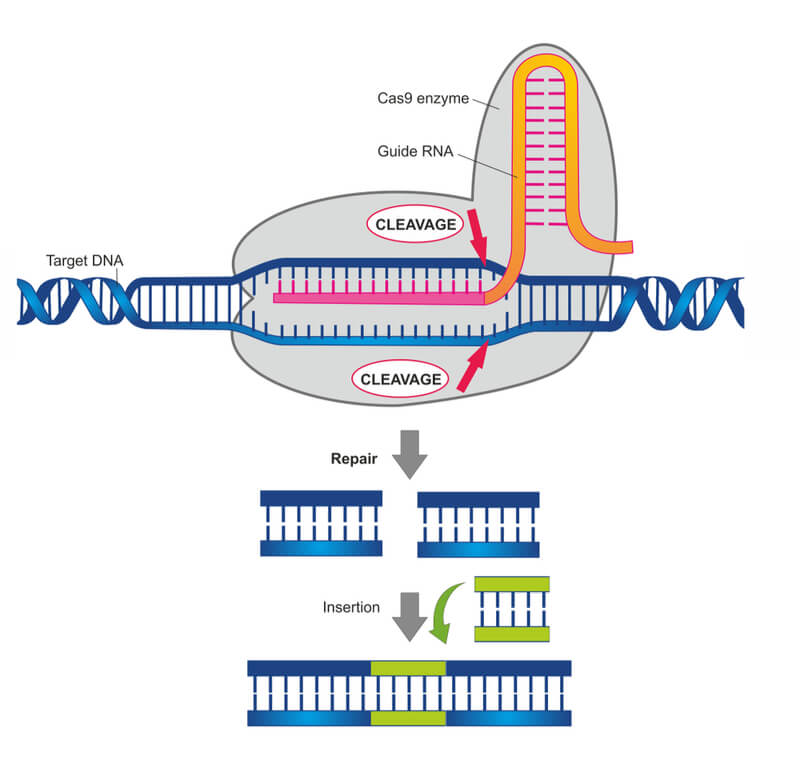 Cas9 enzyme
Guide RNA
CLEAVAGE
Target DNA
CLEAVAGE
Repair
Insertion